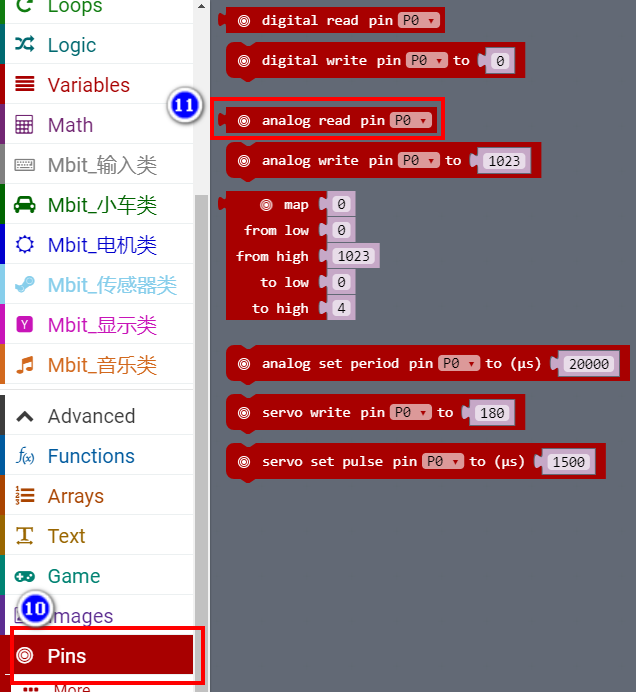 Loops
Logic
Variables
Math
Mbit_输入类
Mbit_小车类
Mbit_电机类
Mbit_传感器类
Y Mbit_显示类
Mbit_音乐类
Advanced
f(x) Functions
1 2 3 Arrays
T Text
Game
10 Images
Pins
More
digital read pin P0
digital write pin P0 to 0
11 analog read pin P0
analog write pin P0 to 1023
map 0
from low 0
from high 1023
to low 0
to high 4
analog set period pin P0 to (µs) 20000
servo write pin P0 to 180
servo set pulse pin P0 to (µs) 1500